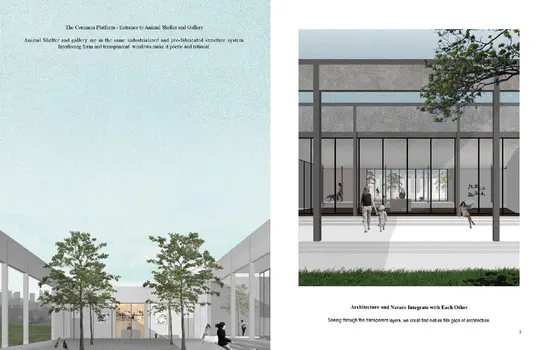 The Common Platform - Entrance to Animal Shelter and Gallery
Animal Shelter and gallery are in the same industrialized and pre-fabricated structure system.
Interlacing form and transparent windows make it poetic and rational
Architecture and Nature Integrate with Each Other
Seeing through the transparent layers, we could find nature fills gaps of architecture